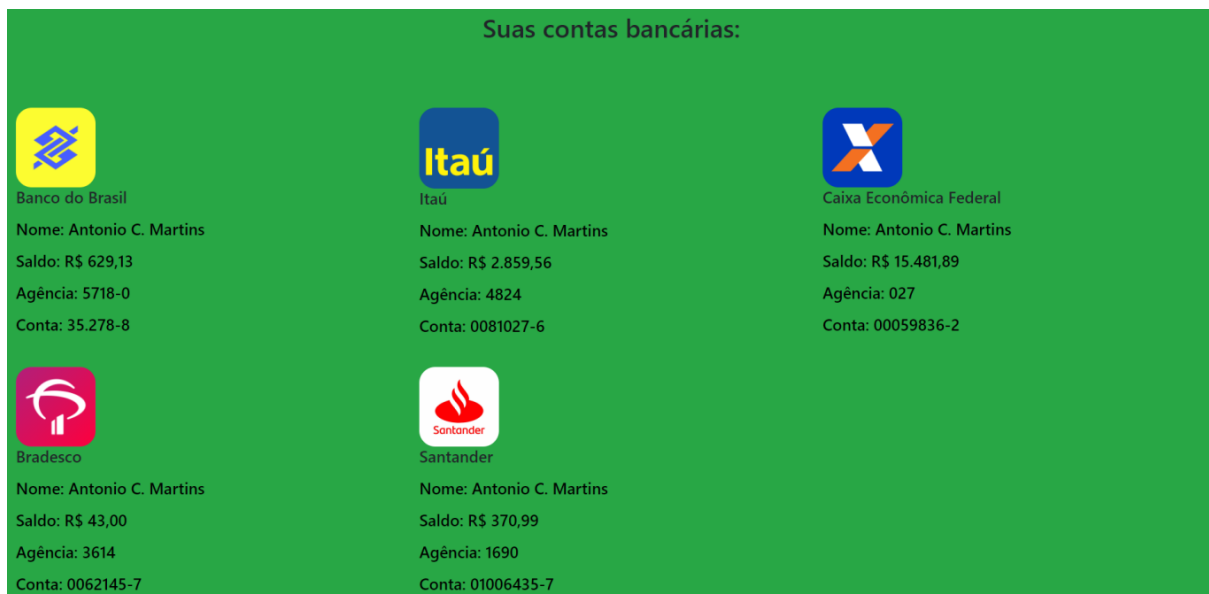 Suas contas bancárias:
Itaú
Banco do Brasil
Itaú
Caixa Econômica Federal
Nome: Antonio C. Martins
Nome: Antonio C. Martins
Nome: Antonio C. Martins
Saldo: R$ 629,13
Saldo: R$ 2.859,56
Saldo: R$ 15.481,89
Agência: 5718-0
Agência: 4824
Agência: 027
Conta: 35.278-8
Conta: 0081027-6
Conta: 00059836-2
Santander
Bradesco
Santander
Nome: Antonio C. Martins
Nome: Antonio C. Martins
Saldo: R$ 43,00
Saldo: R$ 370,99
Agência: 3614
Agência: 1690
Conta: 0062145-7
Conta: 01006435-7